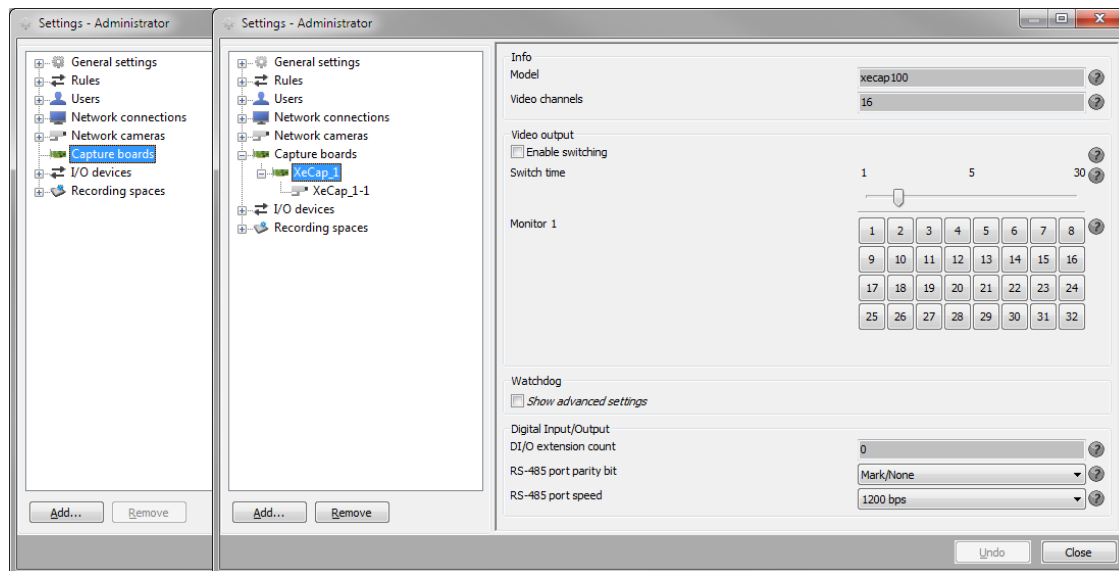 Settings - Administrator
General settings
Rules
Users
Network connections
Network cameras
Capture boards
I/O devices
Recording spaces
Add...
Remove
Settings - Administrator
General settings
Rules
Users
Network connections
Network cameras
Capture boards
XeCap_1
XeCap_1-1
I/O devices
Recording spaces
Add...
Remove
Info
Model
xecap100
Video channels
16
Video output
Enable switching
Switch time
1 5 30
Monitor 1
1 2 3 4 5 6 7 8
9 10 11 12 13 14 15 16
17 18 19 20 21 22 23 24
25 26 27 28 29 30 31 32
Watchdog
Show advanced settings
Digital Input/Output
DI/O extension count
0
RS-485 port parity bit
Mark/None
RS-485 port speed
1200 bps
Undo
Close